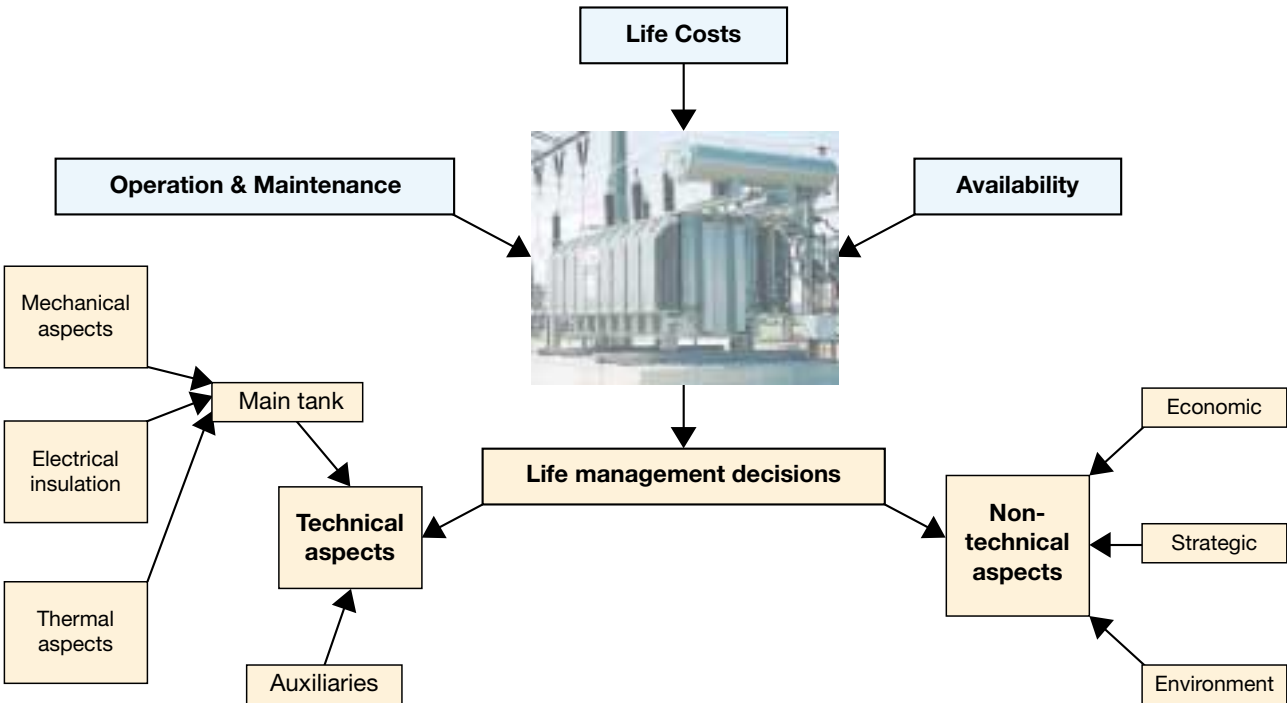 Life Costs
Operation & Maintenance
Availability
Mechanical
aspects
Main tank
Economic
Electrical
insulation
Life management decisions
Technical
aspects
Non-
technical
aspects
Strategic
Thermal
aspects
Auxiliaries
Environment